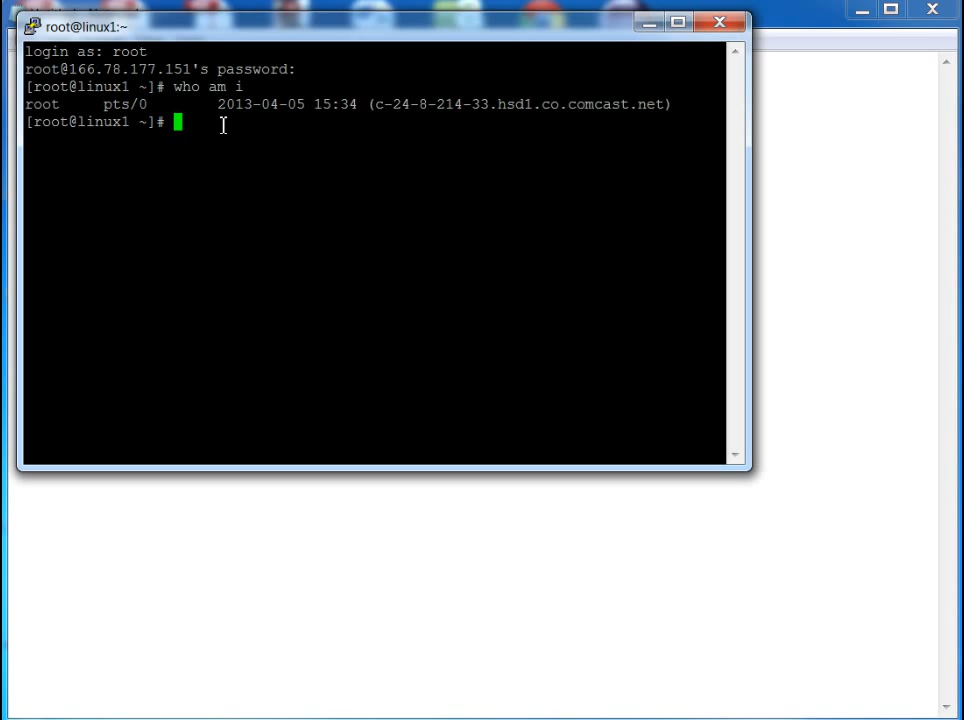 root@linux1:~
login as: root
root@166.78.177.151's password:
[root@linux1 ~]# who am i
root     pts/0        2013-04-05 15:34 (c-24-8-214-33.hsd1.co.comcast.net)
[root@linux1 ~]#